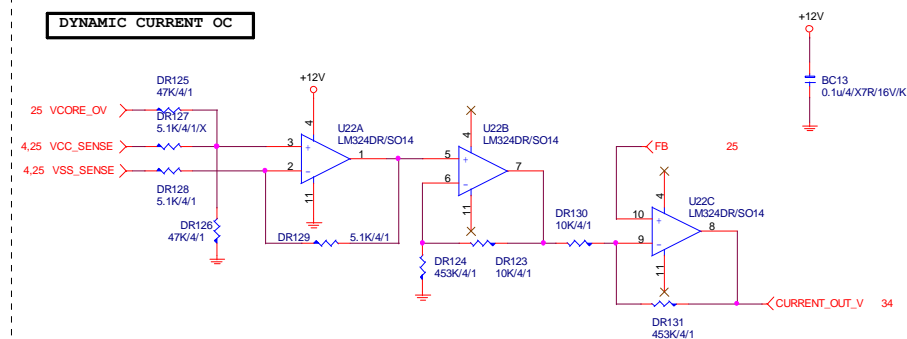 DYNAMIC CURRENT OC
+12V
BC13
0.1u/4/X7R/16V/K
+12V
DR125
47K/4/1
25 VCORE_OV
DR127
5.1K/4/1/X
4,25 VCC_SENSE
4,25 VSS_SENSE
DR128
5.1K/4/1
DR126
47K/4/1
U22A
LM324DR/SO14
4
3
+
2
-
1
11
DR129
5.1K/4/1
U22B
LM324DR/SO14
4
5
+
6
-
7
11
DR124
453K/4/1
DR123
10K/4/1
DR130
10K/4/1
FB 25
U22C
LM324DR/SO14
4
10
+
9
-
8
11
DR131
453K/4/1
CURRENT_OUT_V 34